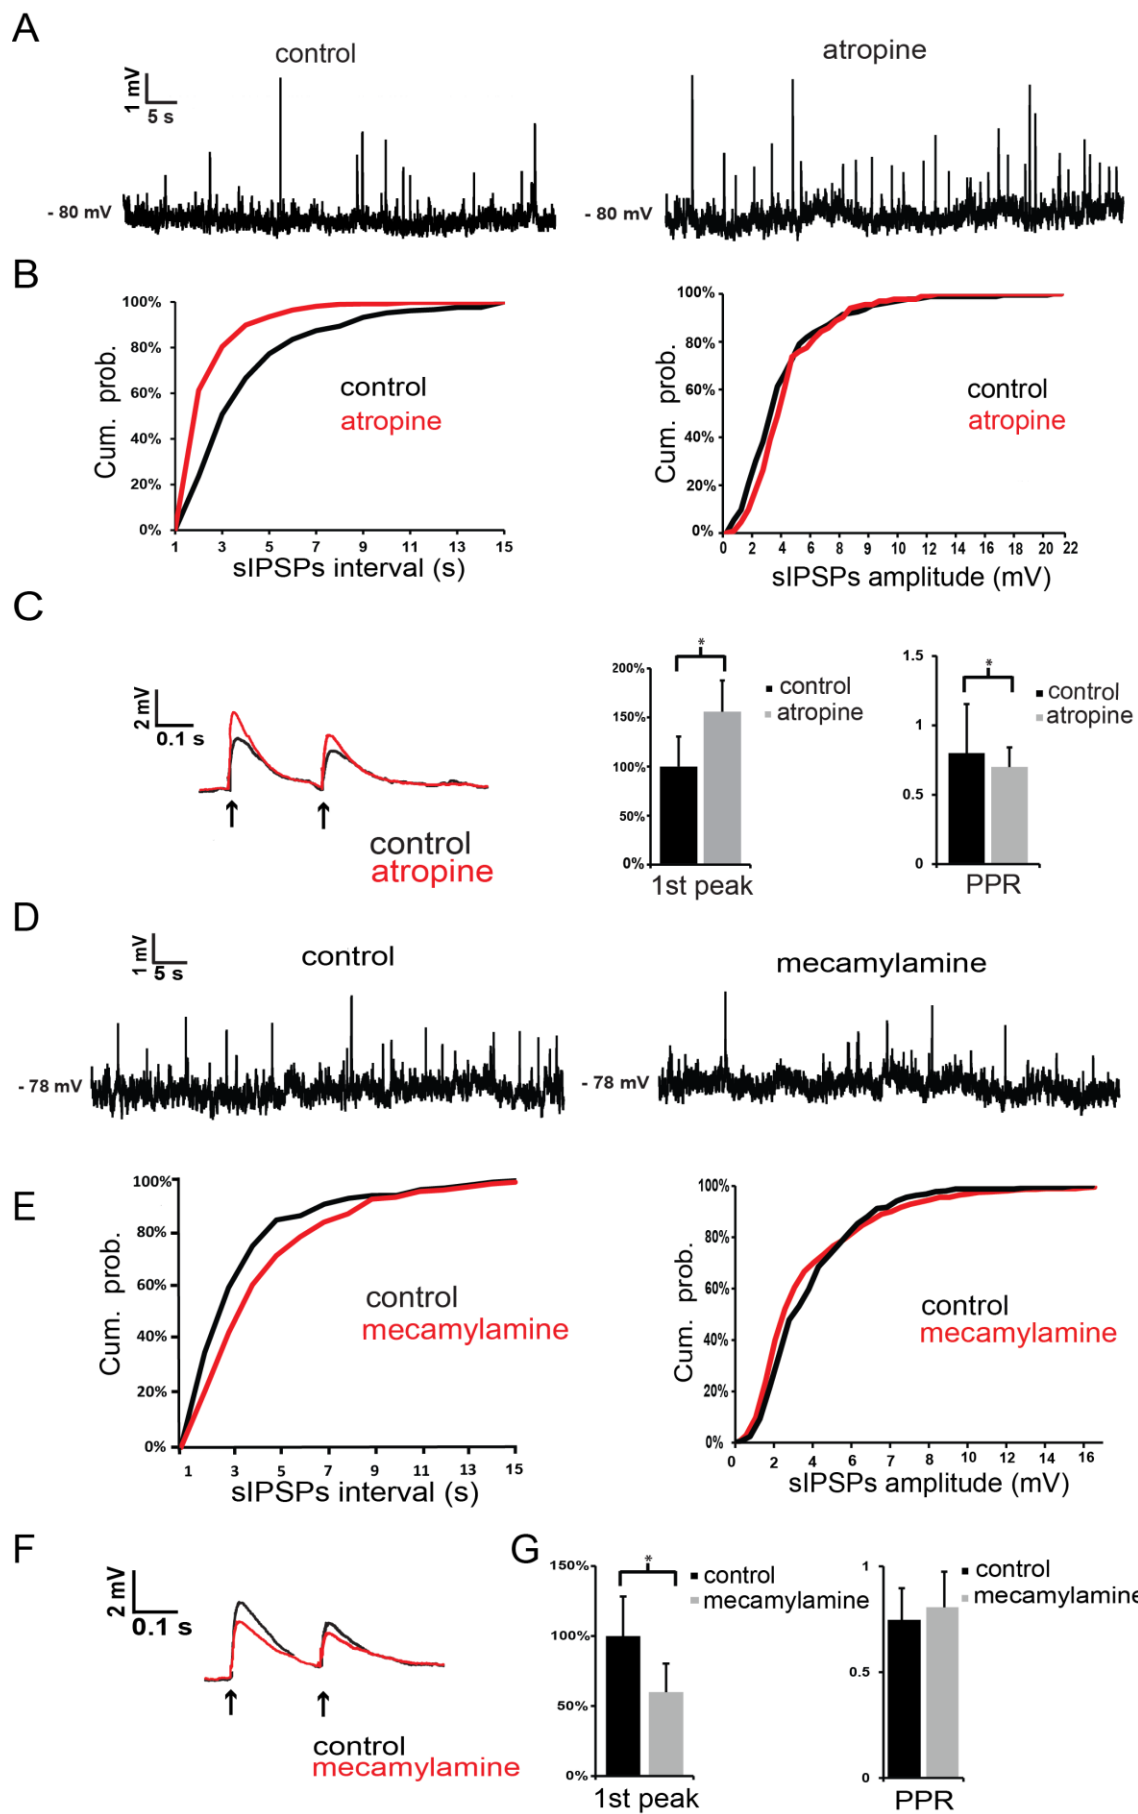 A
control
atropine
1 mV
5 s
- 80 mV
- 80 mV
B
100%
80%
60%
40%
20%
0%
Cum. prob.
control
atropine
1 3 5 7 9 11 13 15
sIPSPs interval (s)
100%
80%
60%
40%
20%
0%
Cum. prob.
control
atropine
0 2 4 6 8 10 12 14 16 18 20 22
sIPSPs amplitude (mV)
C
2 mV
0.1 s
control
atropine
200%
150%
100%
50%
0%
*
control
atropine
1st peak
1.5
1
0.5
0
*
control
atropine
PPR
D
1 mV
5 s
control
mecamylamine
- 78 mV
- 78 mV
E
100%
80%
60%
40%
20%
0%
Cum. prob.
control
mecamylamine
1 3 5 7 9 11 13 15
sIPSPs interval (s)
100%
80%
60%
40%
20%
0%
Cum. prob.
control
mecamylamine
0 2 4 6 7 8 10 12 14 16
sIPSPs amplitude (mV)
F
2 mV
0.1 s
control
mecamylamine
G
150%
100%
50%
0%
*
control
mecamylamine
1st peak
1
0.5
0
control
mecamylamine
PPR